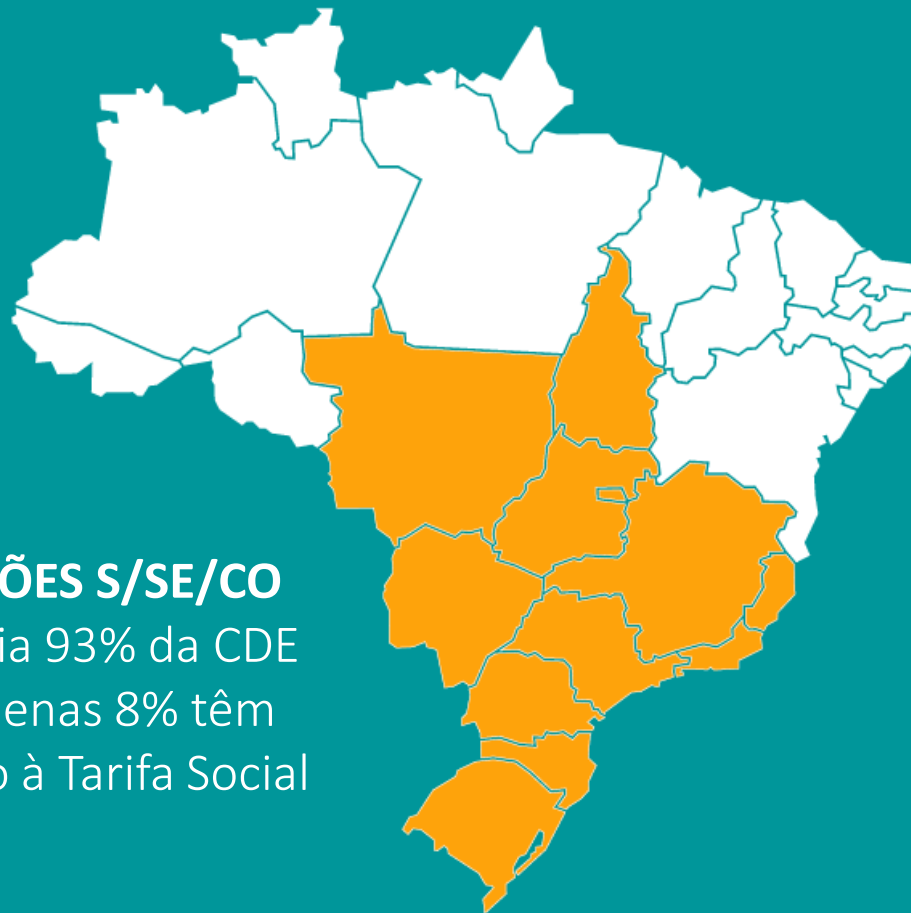 ÕES S/SE/CO
ia 93% da CDE
enas 8% têm
o à Tarifa Social